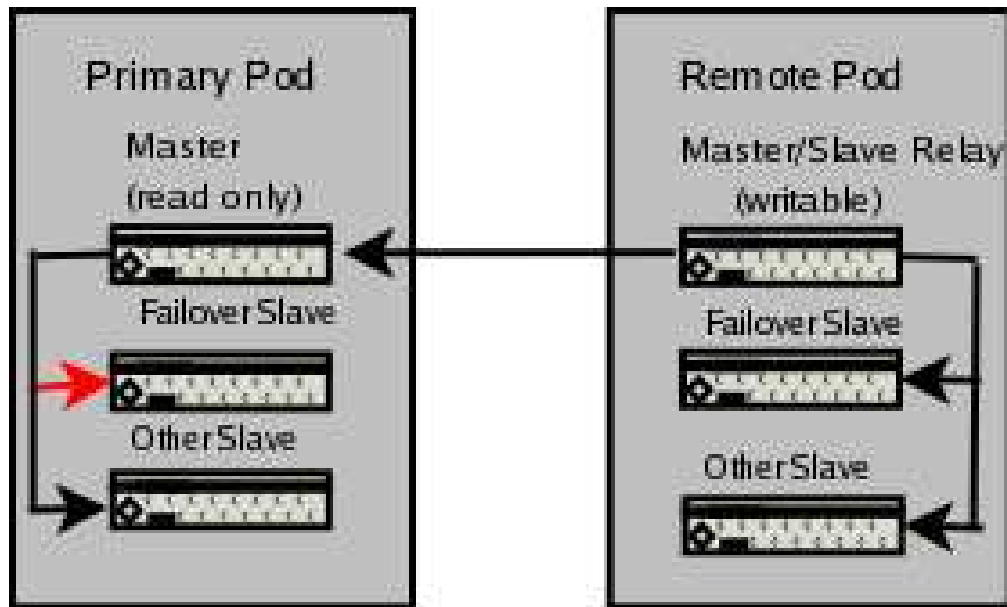 Primary Pod
Master
(read only)
Failover Slave
Other Slave
Remote Pod
Master/Slave Relay
(writable)
Failover Slave
Other Slave